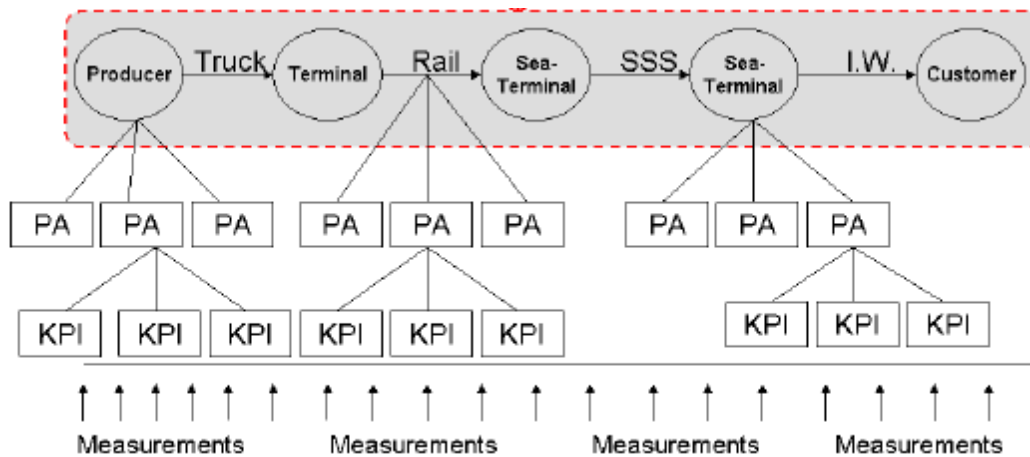 Producer
Truck
Terminal
Rail
Sea-
Terminal
SSS
Sea-
Terminal
I.W.
Customer
PA PA PA PA PA PA PA PA PA
KPI KPI KPI KPI KPI KPI KPI KPI KPI
Measurements Measurements Measurements Measurements